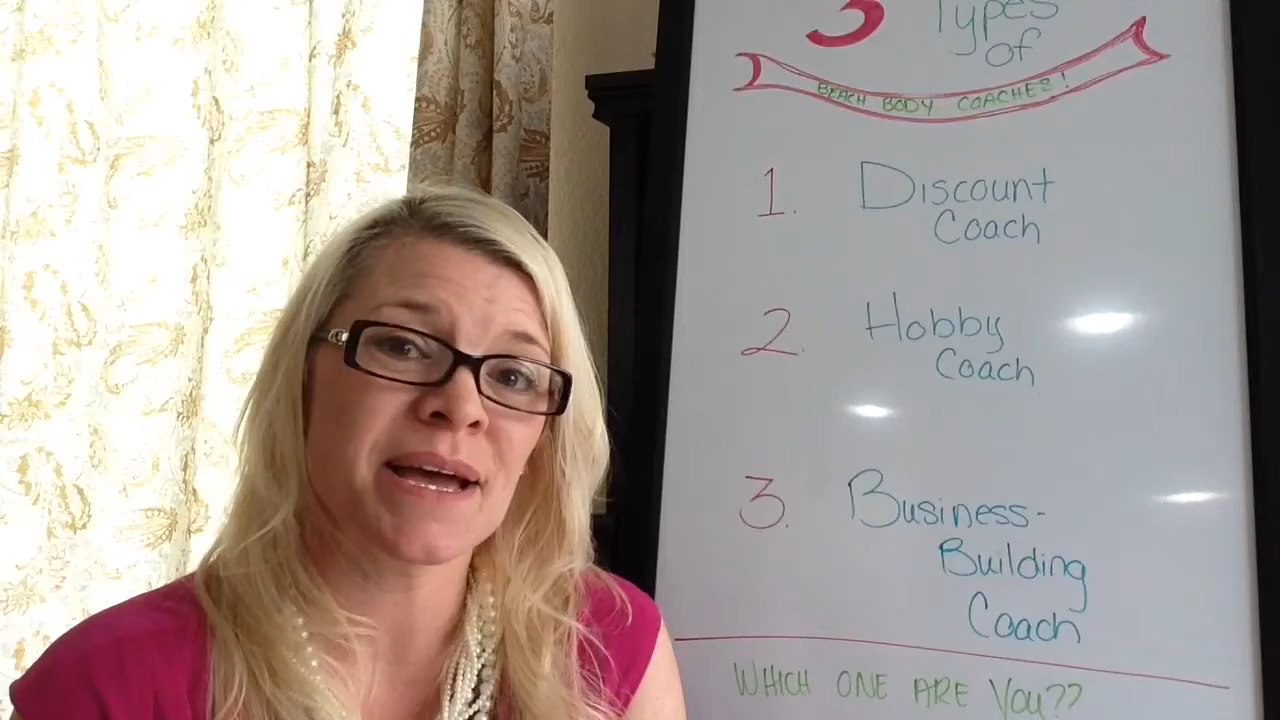 3 Types
of
BEACH BODY COACHES!
1. Discount
Coach
2. Hobby
Coach
3. Business-
Building
Coach
WHICH ONE ARE YOU??